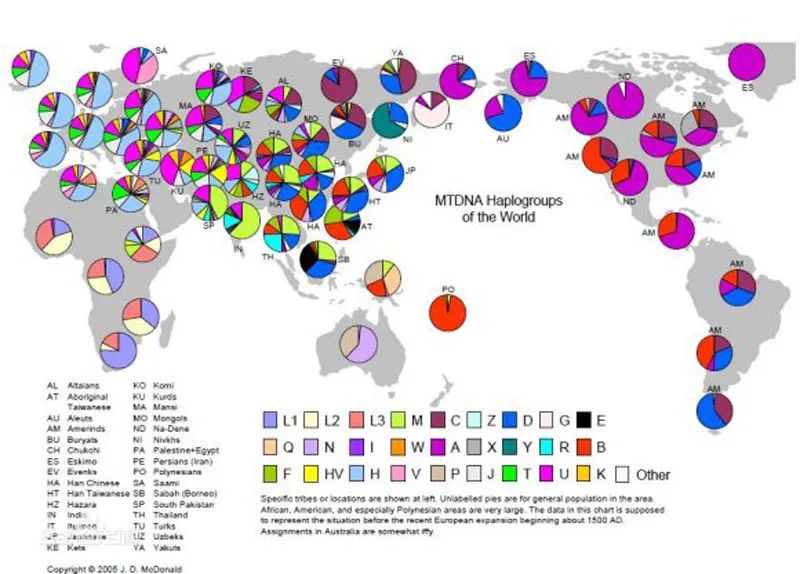 SA
KO
KE
EV
YA
CH
ES
ES
AL
MA
MO
UZ
HA
BU
NI
IT
AU
ND
AM
AM
AM
PE
HA
JP
TU
KU
HZ
HA
HT
AM
AM
ND
PA
SP
IN
HA
AT
TH
SB
AM
PO
AM
AM
AM
MTDNA Haplogroups
of the World
AL Altaians KO Komi
AT Aboriginal KU Kurds
Taiwanese MA Mansi
AU Aleuts MO Mongols
AM Amerinds ND Na-Dene
BU Buryats NI Nivkhs
CH Chukchi PA Palestine+Egypt
ES Eskimo PE Persians (Iran)
EV Evenks PO Polynesians
HA Han Chinese SA Saami
HT Han Taiwanese SB Sabah (Borneo)
HZ Hazara SP South Pakistan
IN India TH Thailand
IT Itelmen TU Turks
JP Japanese UZ Uzbeks
KE Kets YA Yakuts
L1 L2 L3 M C Z D G E
Q N I W A X Y R B
F HV H V P J T U K Other
Specific tribes or locations are shown at left. Unlabelled pies are for general population in the area.
African, American, and especially Polynesian areas are very large. The data in this chart is supposed
to represent the situation before the recent European expansion beginning about 1500 AD.
Assignments in Australia are somewhat iffy.
Copyright © 2005 J. D. McDonald